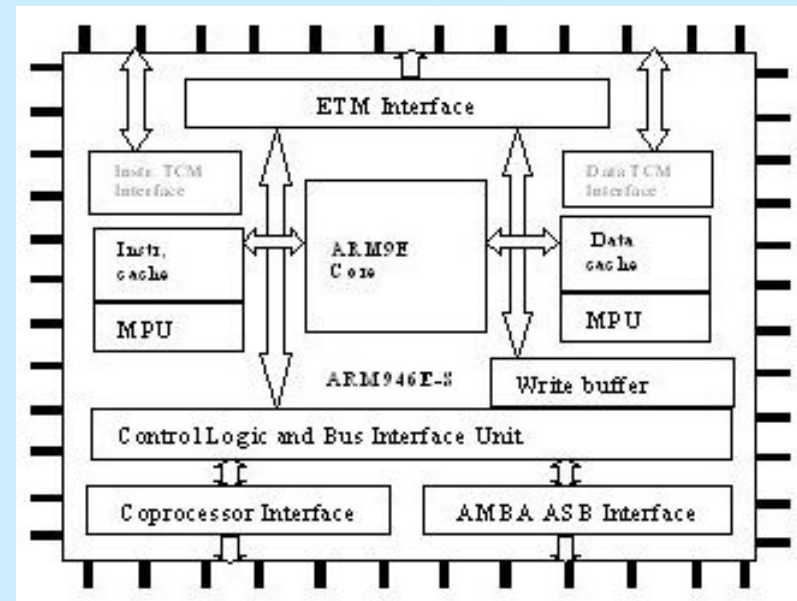 ETM Interface
Instr. TCM
Interface
Data TCM
Interface
Instr.
cache
MPU
ARM9E
Core
Data
cache
MPU
ARM946E-S
Write buffer
Control Logic and Bus Interface Unit
Coprocessor Interface
AMBA ASB Interface